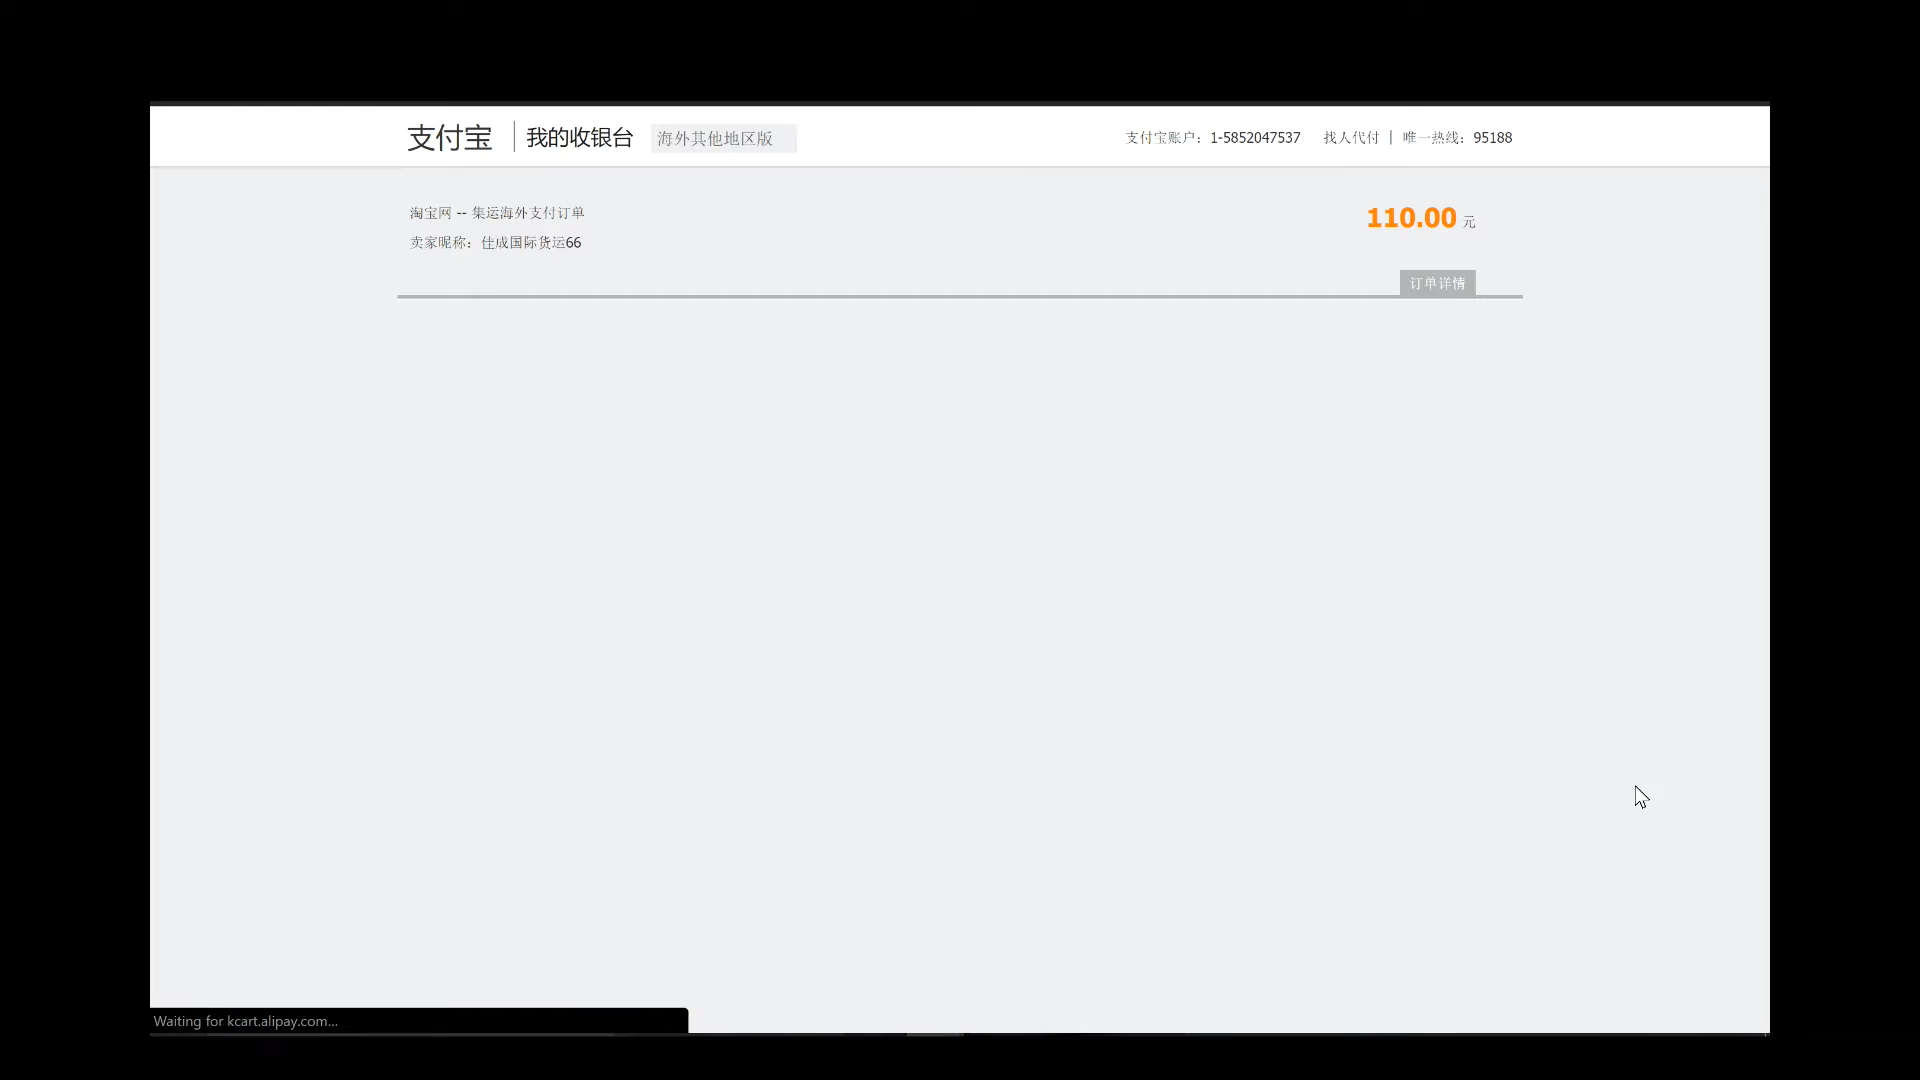 支付宝 我的收银台 海外其他地区版 支付宝账户：1-5852047537 找人代付 | 唯一热线：95188
淘宝网 -- 集运海外支付订单 110.00 元
卖家昵称：佳成国际货运66
订单详情
Waiting for kcart.alipay.com...